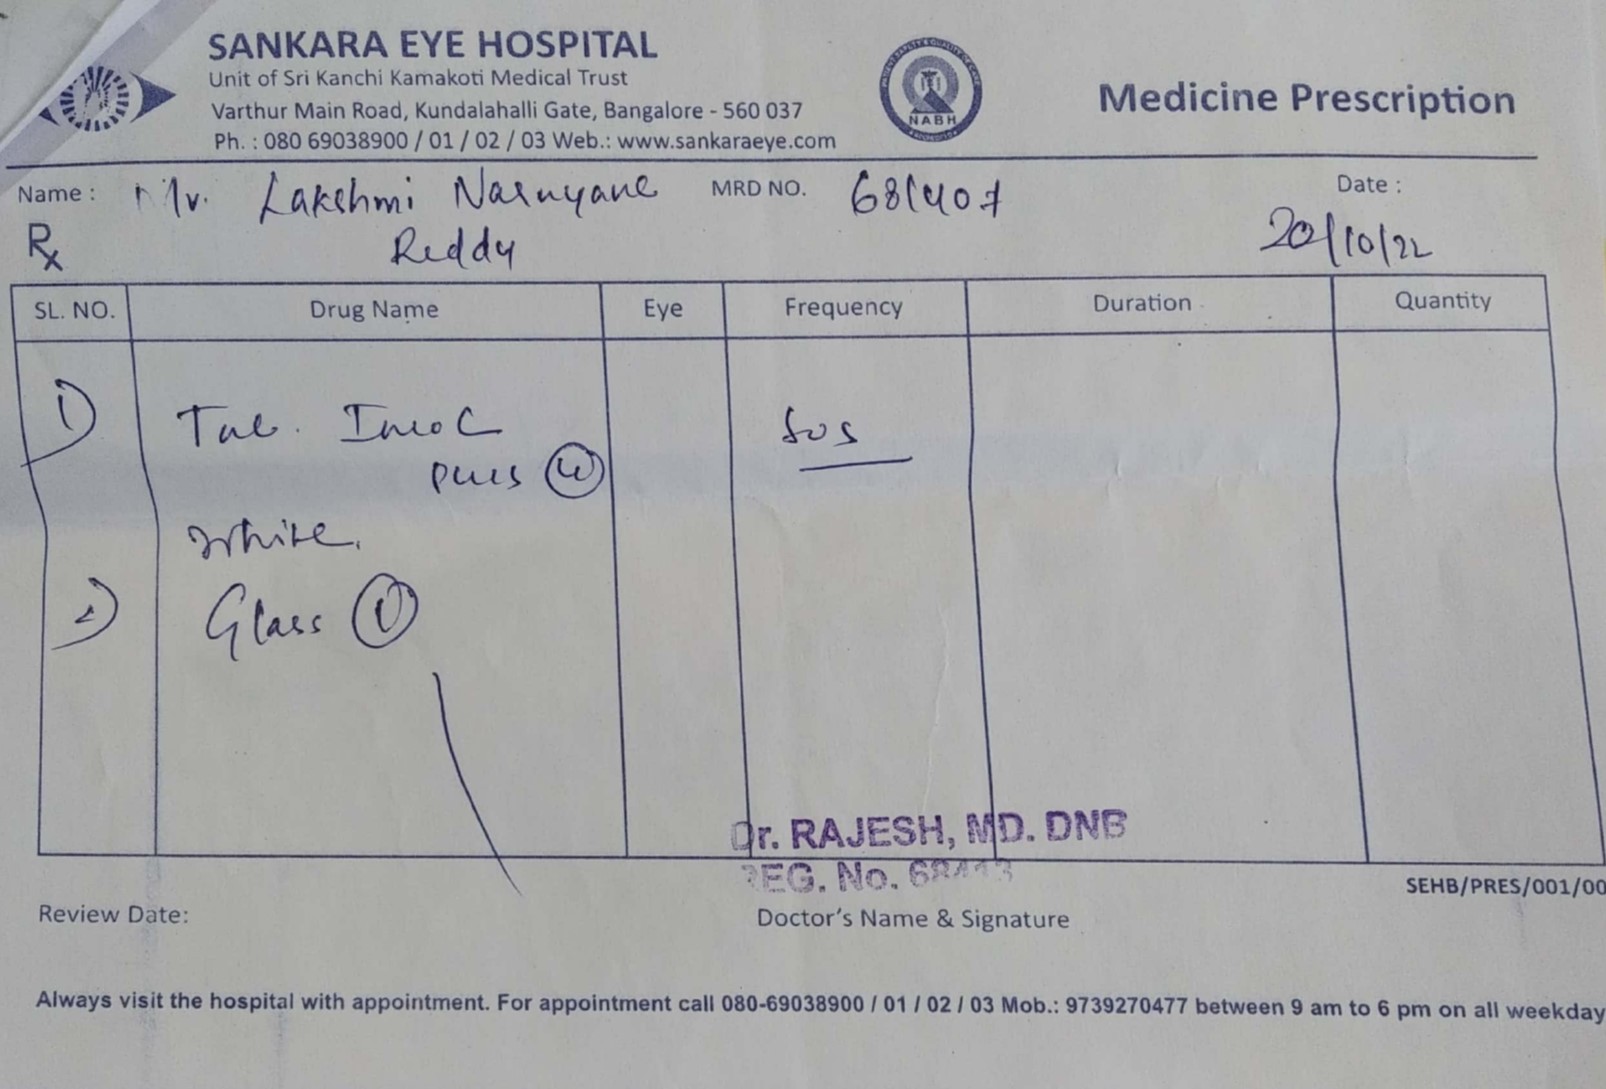 SANKARA EYE HOSPITAL
Unit of Sri Kanchi Kamakoti Medical Trust
Varthur Main Road, Kundalahalli Gate, Bangalore - 560 037
Ph. : 080 69038900 / 01 / 02 / 03 Web.: www.sankaraeye.com
NABH
Medicine Prescription
Name : Mr. Lakshmi Narayane MRD NO. 681407 Date :
Reddy 20/10/22
Rx
SL. NO. Drug Name Eye Frequency Duration Quantity
1) Tab. SOS
plus
white.
2) Glass (1)
Dr. RAJESH, MD. DNB
REG. No.
SEHB/PRES/001/00
Review Date: Doctor's Name & Signature
Always visit the hospital with appointment. For appointment call 080-69038900 / 01 / 02 / 03 Mob.: 9739270477 between 9 am to 6 pm on all weekday